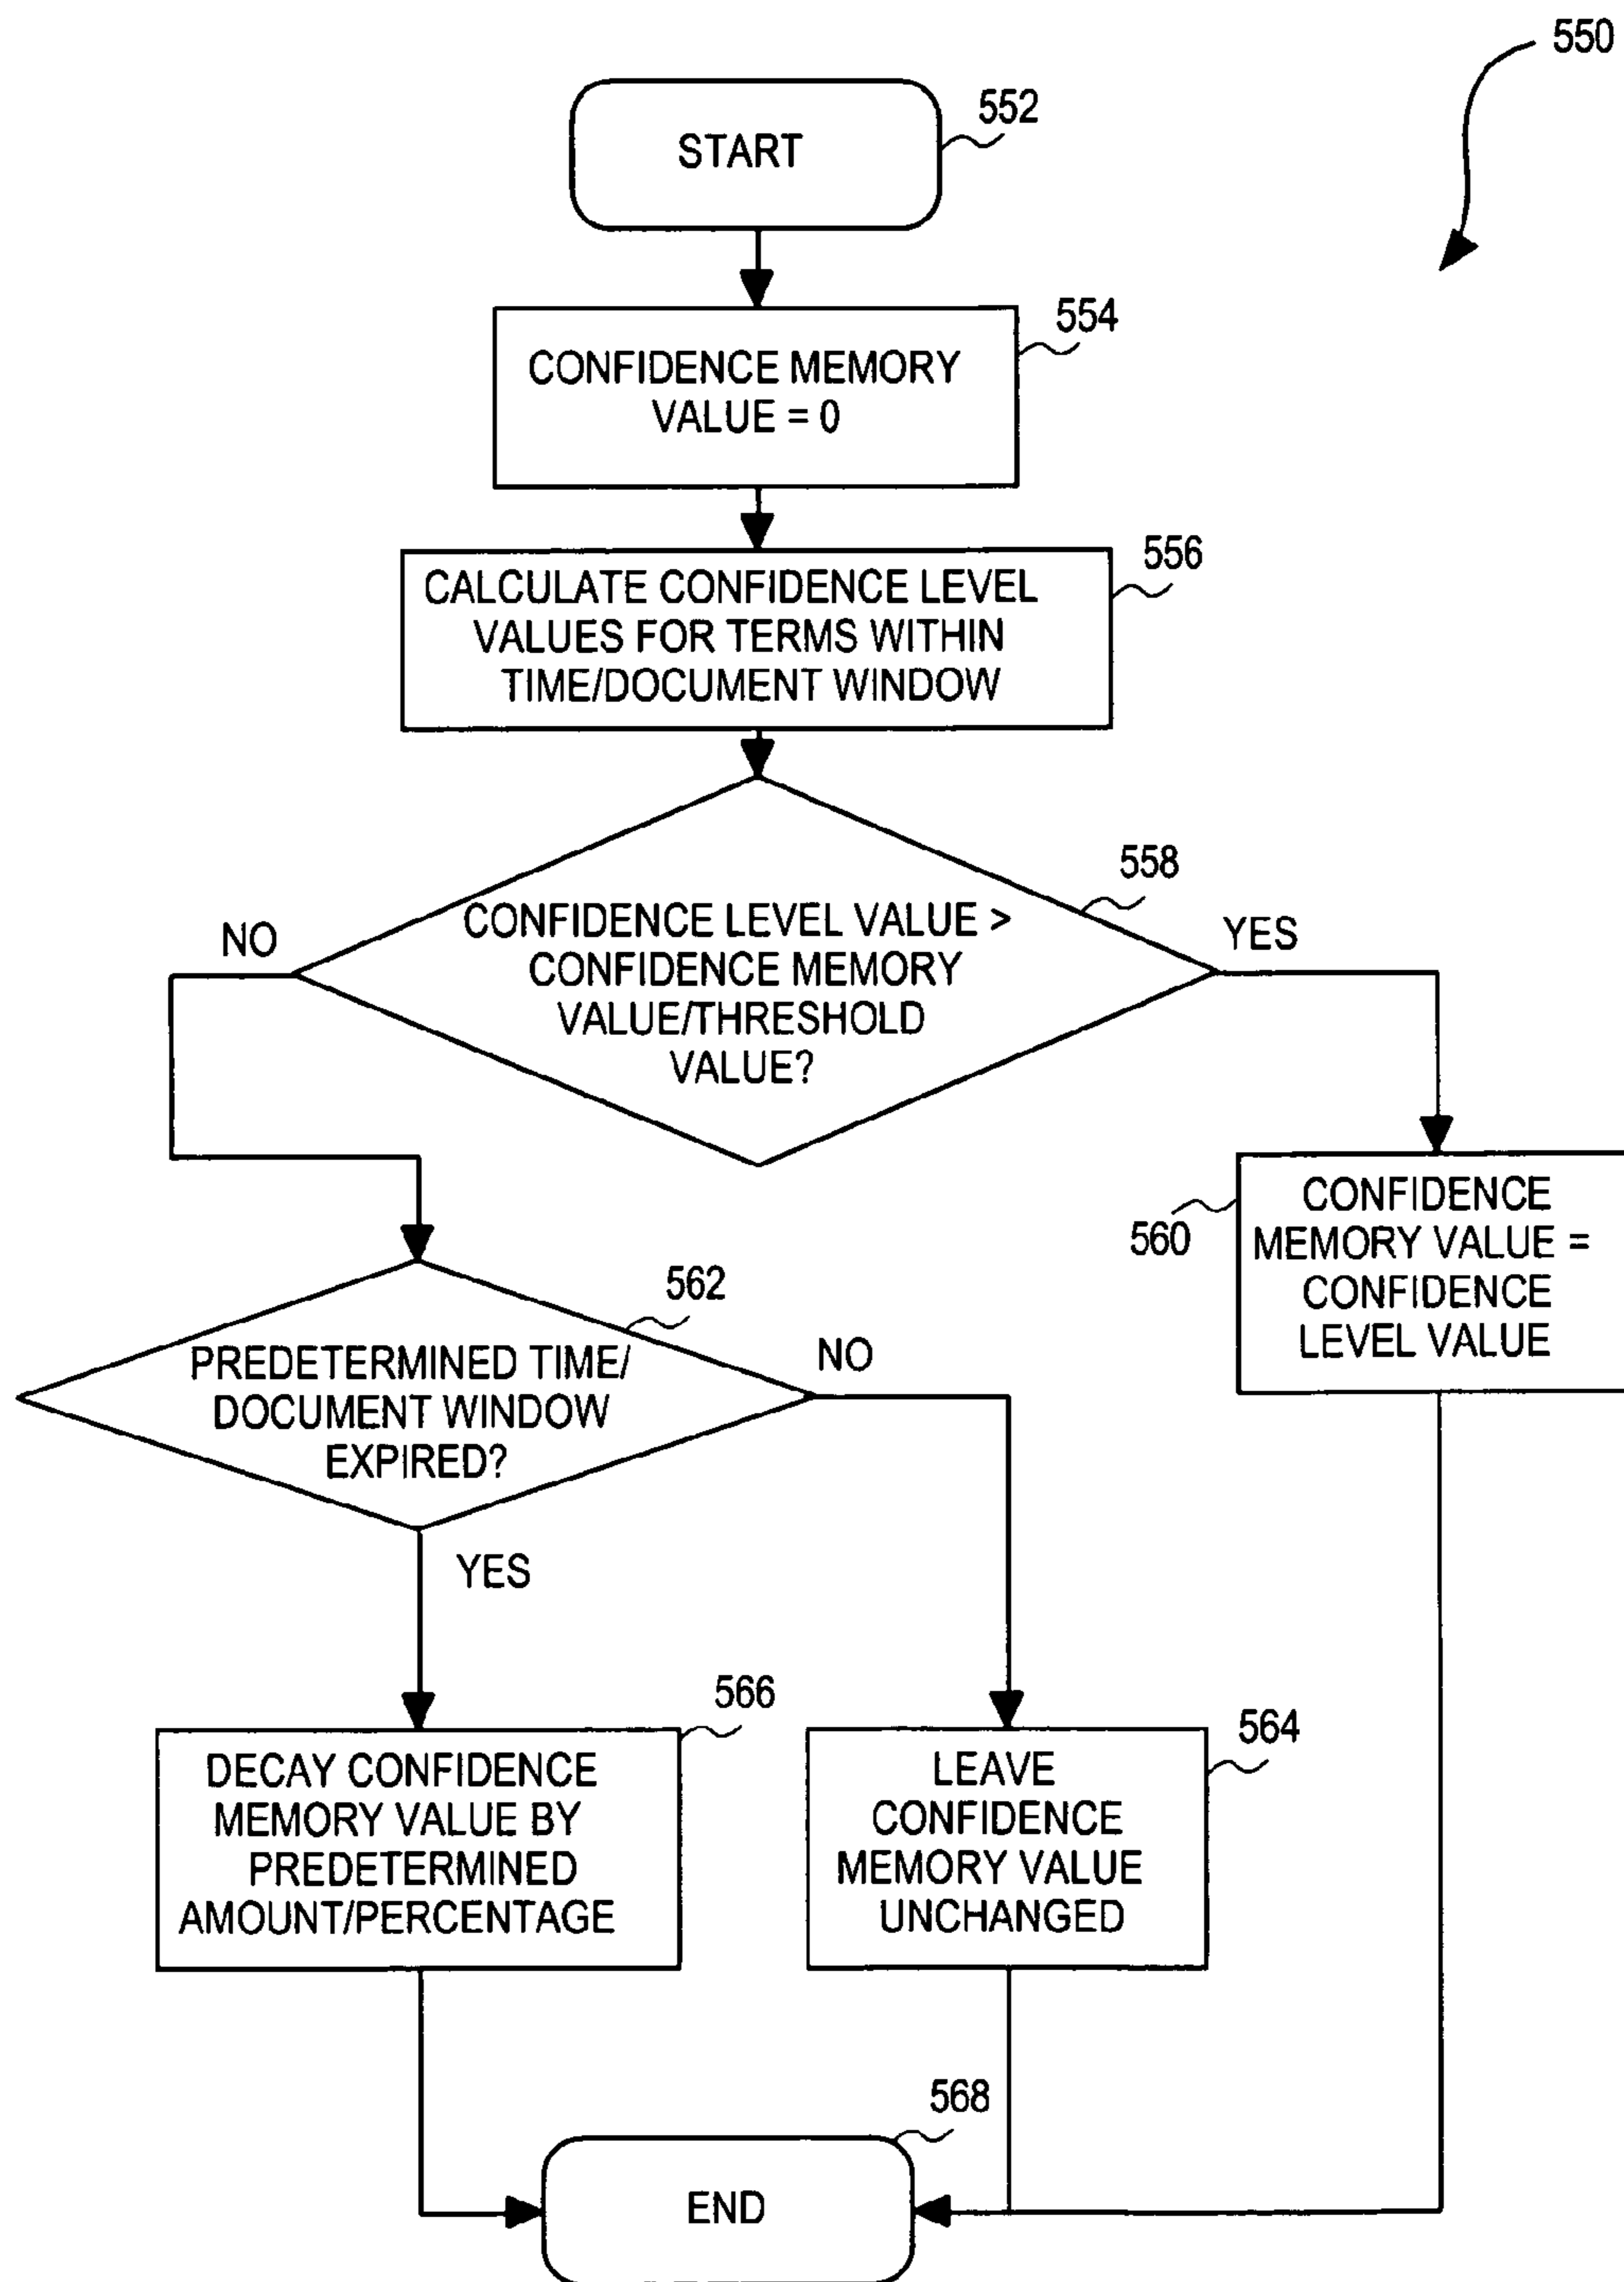 550
552
START
554
CONFIDENCE MEMORY
VALUE = 0
556
CALCULATE CONFIDENCE LEVEL
VALUES FOR TERMS WITHIN
TIME/DOCUMENT WINDOW
558
NO
CONFIDENCE LEVEL VALUE >
CONFIDENCE MEMORY
VALUE/THRESHOLD
VALUE?
YES
560
CONFIDENCE
MEMORY VALUE =
CONFIDENCE
LEVEL VALUE
562
PREDETERMINED TIME/
DOCUMENT WINDOW
EXPIRED?
NO
YES
566
DECAY CONFIDENCE
MEMORY VALUE BY
PREDETERMINED
AMOUNT/PERCENTAGE
564
LEAVE
CONFIDENCE
MEMORY VALUE
UNCHANGED
568
END